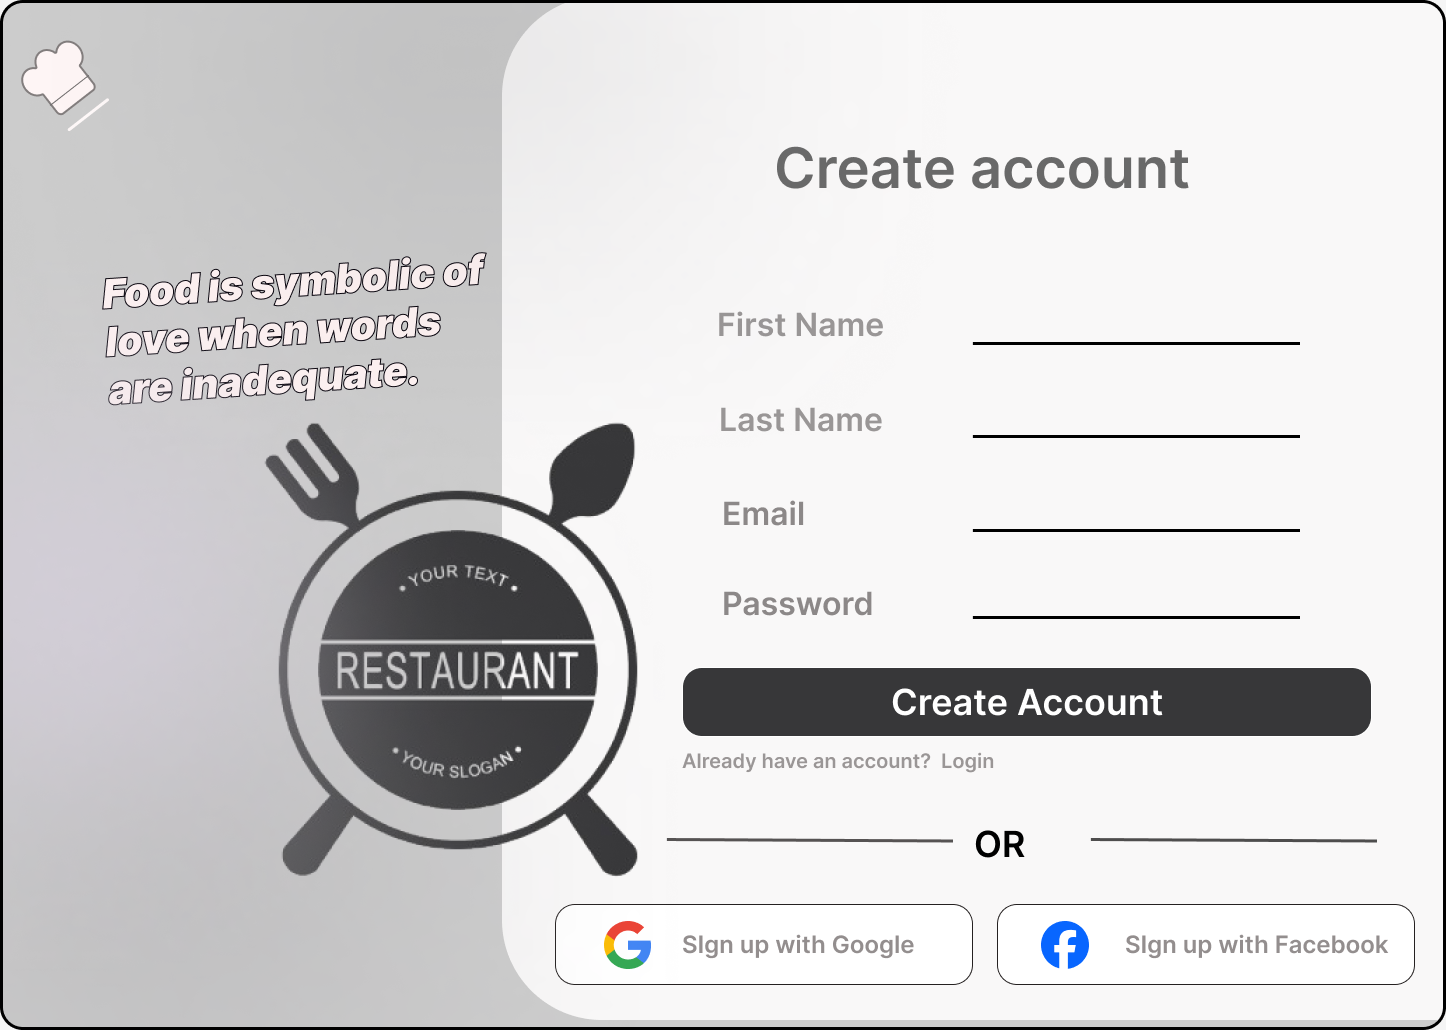 Create account
Food is symbolic of
love when words
are inadequate.
First Name
Last Name
Email
Password
• YOUR TEXT •
RESTAURANT
• YOUR SLOGAN •
Create Account
Already have an account? Login
OR
SIgn up with Google
SIgn up with Facebook